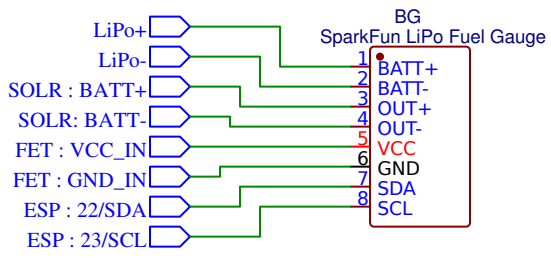 BG
SparkFun LiPo Fuel Gauge
LiPo+
LiPo-
SOLR : BATT+
SOLR: BATT-
FET : VCC_IN
FET : GND_IN
ESP : 22/SDA
ESP : 23/SCL
1 BATT+
2 BATT-
3 OUT+
4 OUT-
5 VCC
6 GND
7 SDA
8 SCL